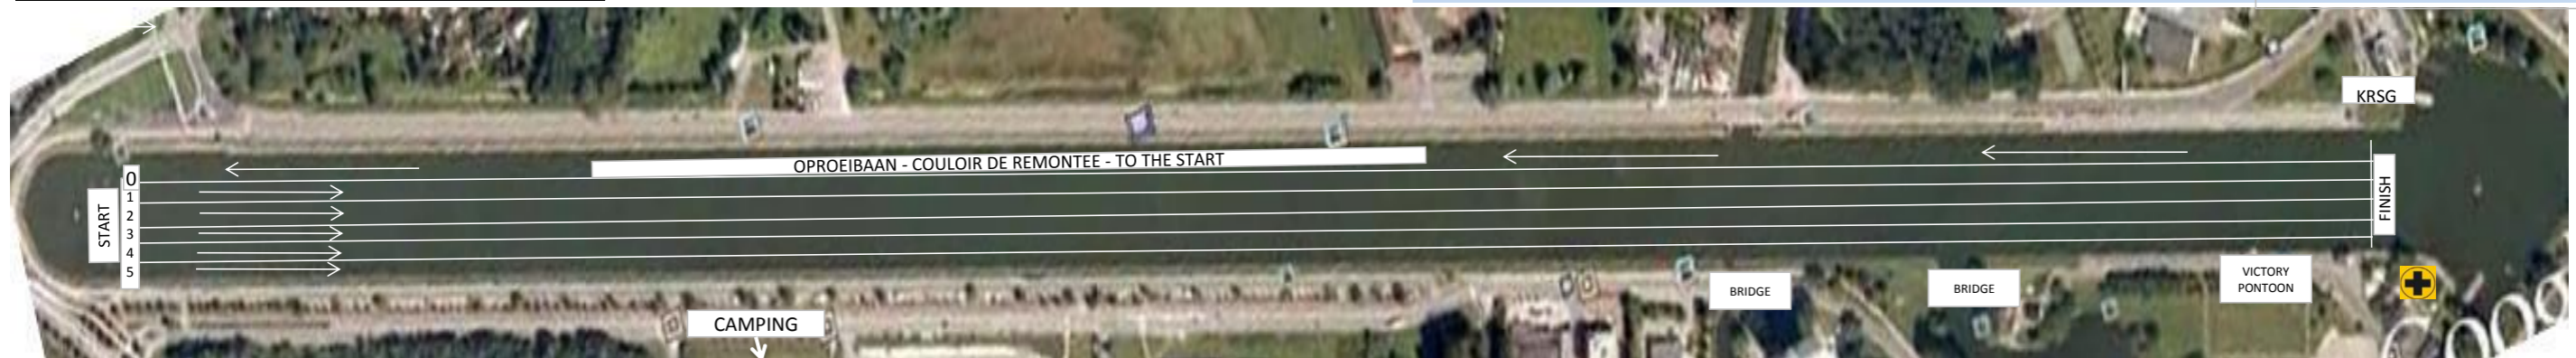 KRSG
OPROEIBAAN - COULOIR DE REMONTEE - TO THE START
0
1
2
3
4
5
START
FINISH
BRIDGE
BRIDGE
VICTORY
PONTOON
CAMPING